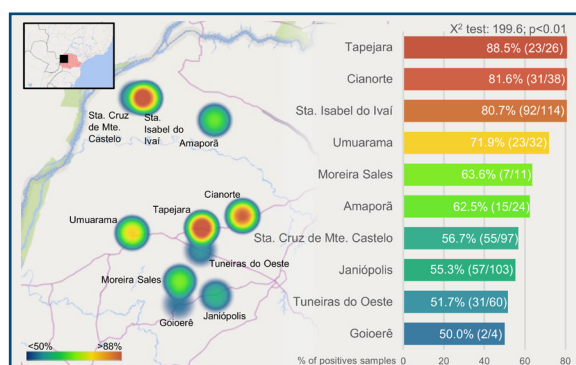 X² test: 199.6; p<0.01
Sta. Cruz
de Mte.
Castelo
Sta.
Isabel do
Ivaí
Amaporã
Cianorte
Tapejara
Umuarama
Tuneiras do Oeste
Moreira Sales
Janiópolis
Goioerê
<50%
>88%
Tapejara 88.5% (23/26)
Cianorte 81.6% (31/38)
Sta. Isabel do Ivaí 80.7% (92/114)
Umuarama 71.9% (23/32)
Moreira Sales 63.6% (7/11)
Amaporã 62.5% (15/24)
Sta. Cruz de Mte. Castelo 56.7% (55/97)
Janiópolis 55.3% (57/103)
Tuneiras do Oeste 51.7% (31/60)
Goioerê 50.0% (2/4)
% of positives samples 0 20 40 60 80